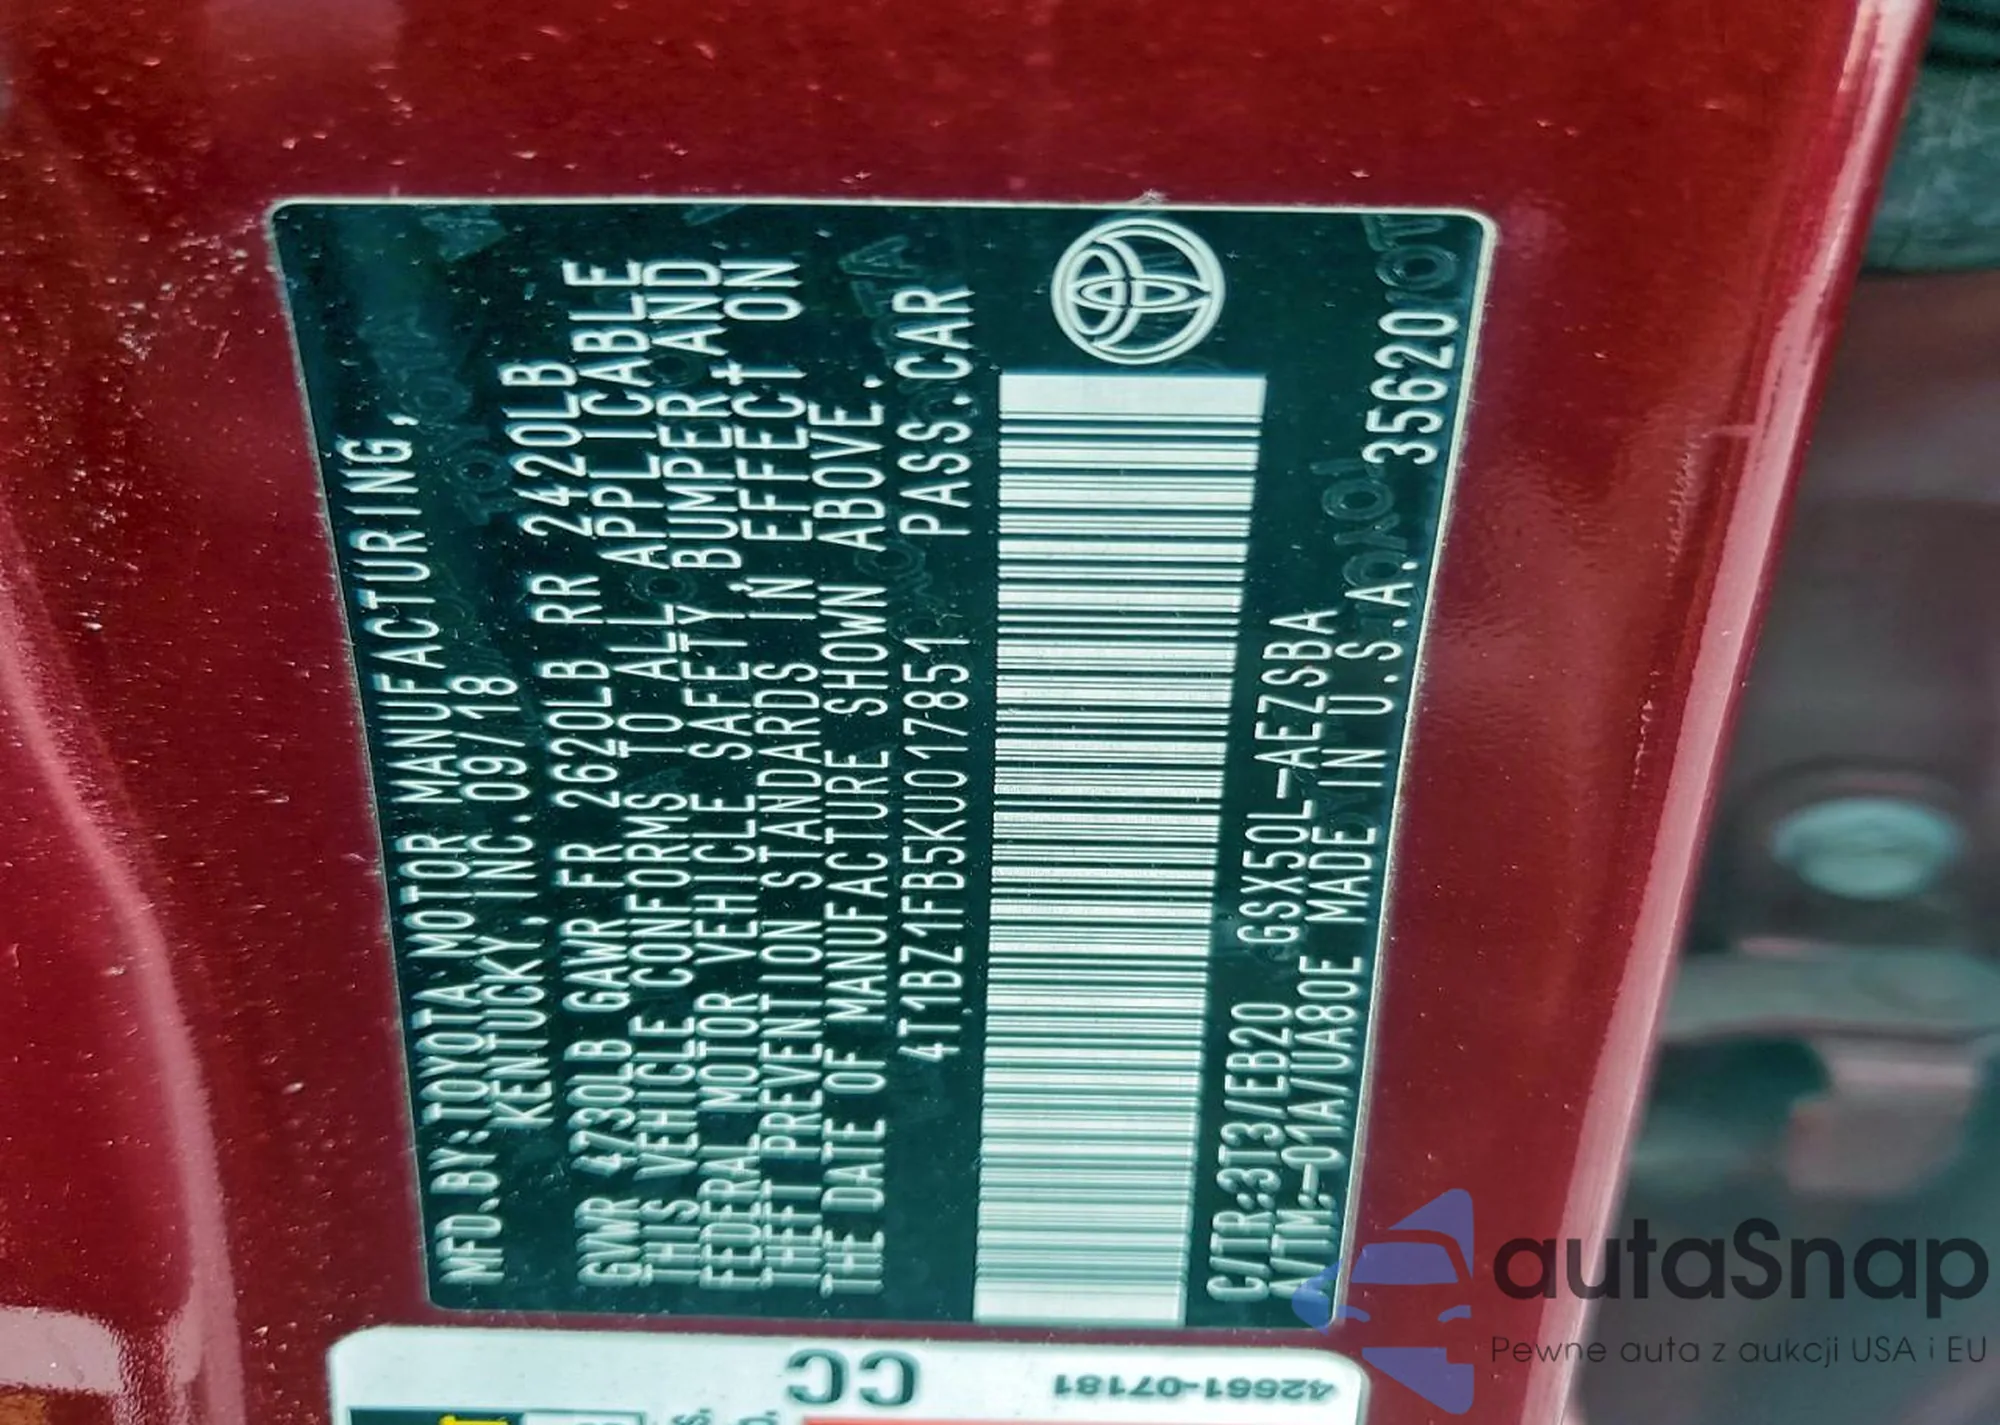 MFD.BY:TOYOTA MOTOR MANUFACTURING,
KENTUCKY, INC. 09/18
GVWR 4730LB GAWR FR 2620LB RR 2420LB
THIS VEHICLE CONFORMS TO ALL APPLICABLE
FEDERAL MOTOR VEHICLE SAFETY BUMPER AND
THEFT PREVENTION STANDARDS IN EFFECT ON
THE DATE OF MANUFACTURE SHOWN ABOVE.
4T1BZ1FB5KU017851 PASS.CAR
C/TR:3T3/EB20 GSX50L-AEZSBA
A/TM:-01A/UA80E MADE IN U.S.A. 35620
CC
42661-07181
autaSnap
Pewne auta z aukcji USA i EU